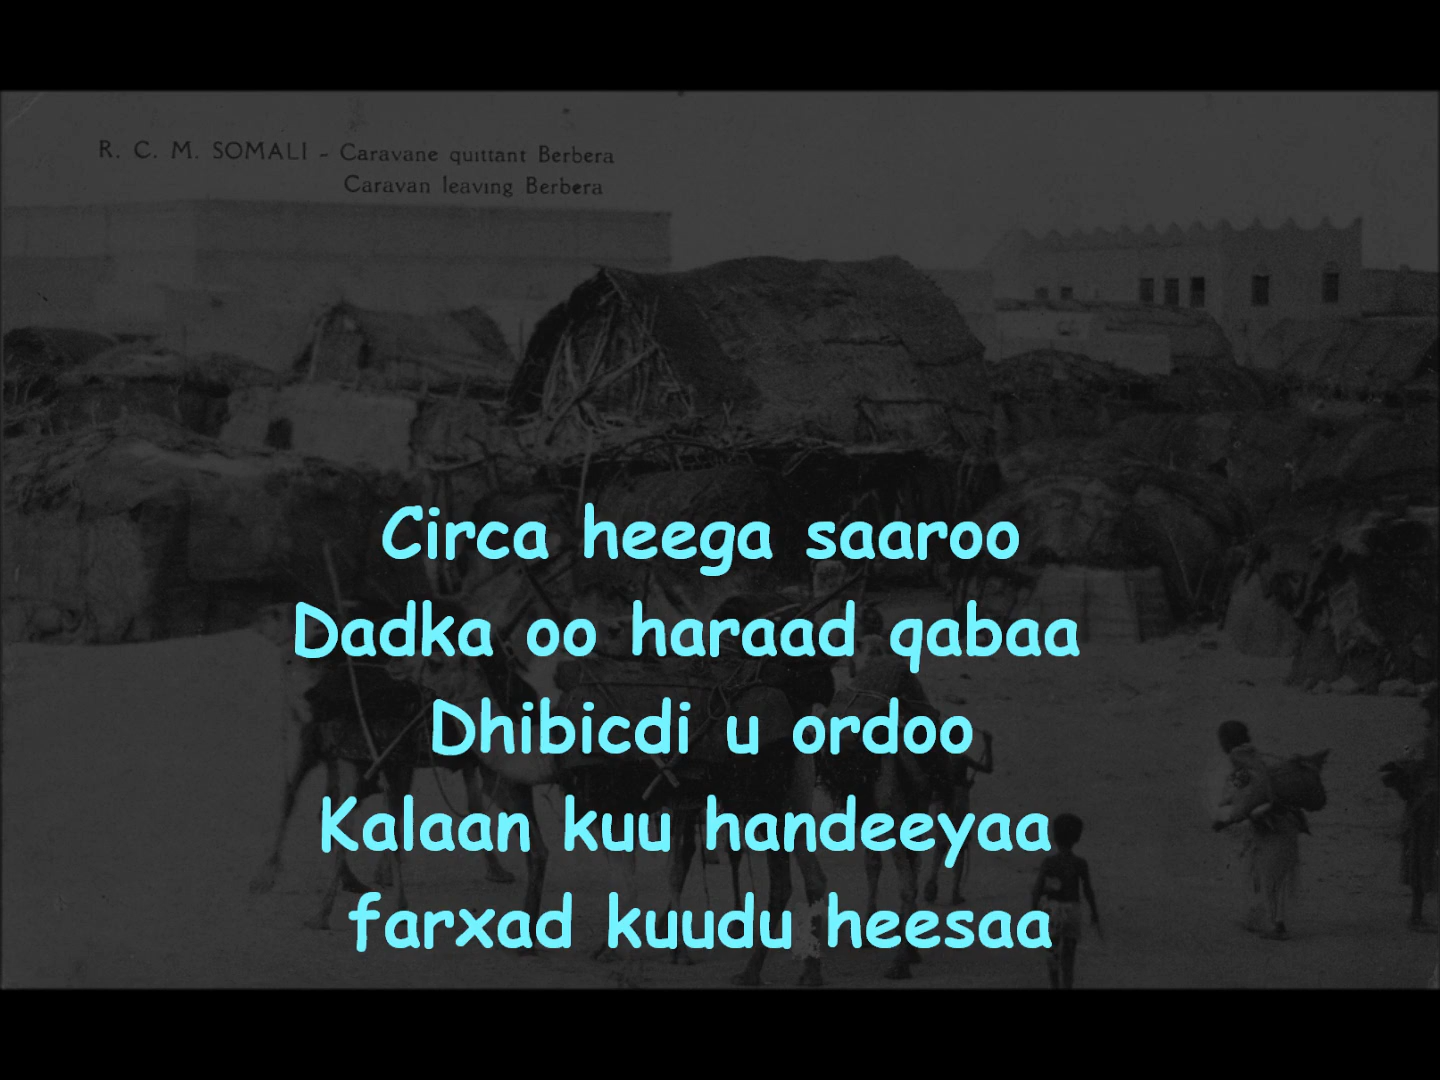 R. C. M. SOMALI - Caravane quittant Berbera
Caravan leaving Berbera
Circa heega saaroo
Dadka oo haraad qabaa
Dhibicdi u ordoo
Kalaan kuu handeeyaa
farxad kuudu heesaa